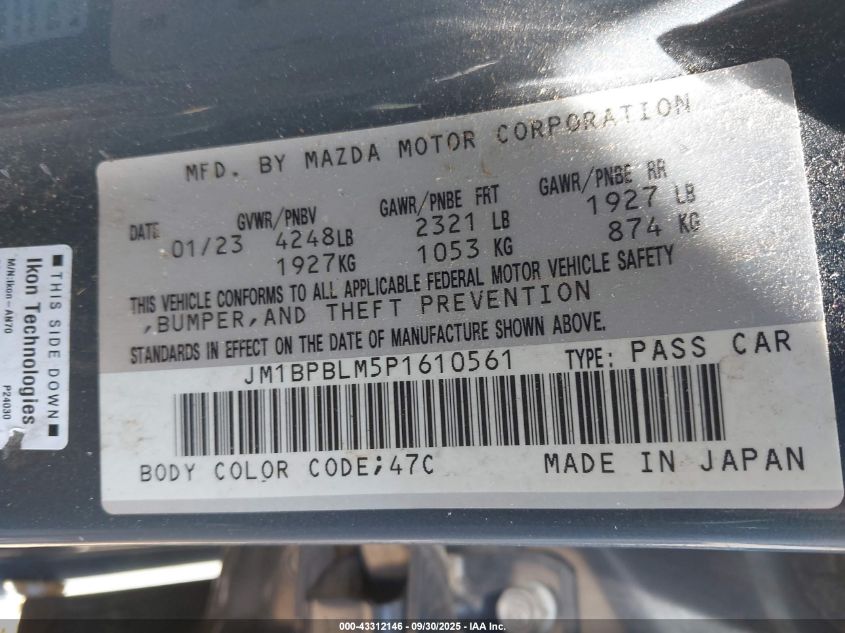 MFD. BY MAZDA MOTOR CORPORATION
DATE GVWR/PNBV GAWR/PNBE FRT GAWR/PNBE RR
01/23 4248LB 2321 LB 1927 LB
1927KG 1053 KG 874 KG
THIS VEHICLE CONFORMS TO ALL APPLICABLE FEDERAL MOTOR VEHICLE SAFETY
,BUMPER,AND THEFT PREVENTION
STANDARDS IN EFFECT ON THE DATE OF MANUFACTURE SHOWN ABOVE.
JM1BPBLM5P1610561 TYPE: PASS CAR
BODY COLOR CODE;47C MADE IN JAPAN
THIS SIDE DOWN
Ikon Technologies
M/N:Ikon-AN70 P24030
000-43312146 - 09/30/2025 - IAA Inc.